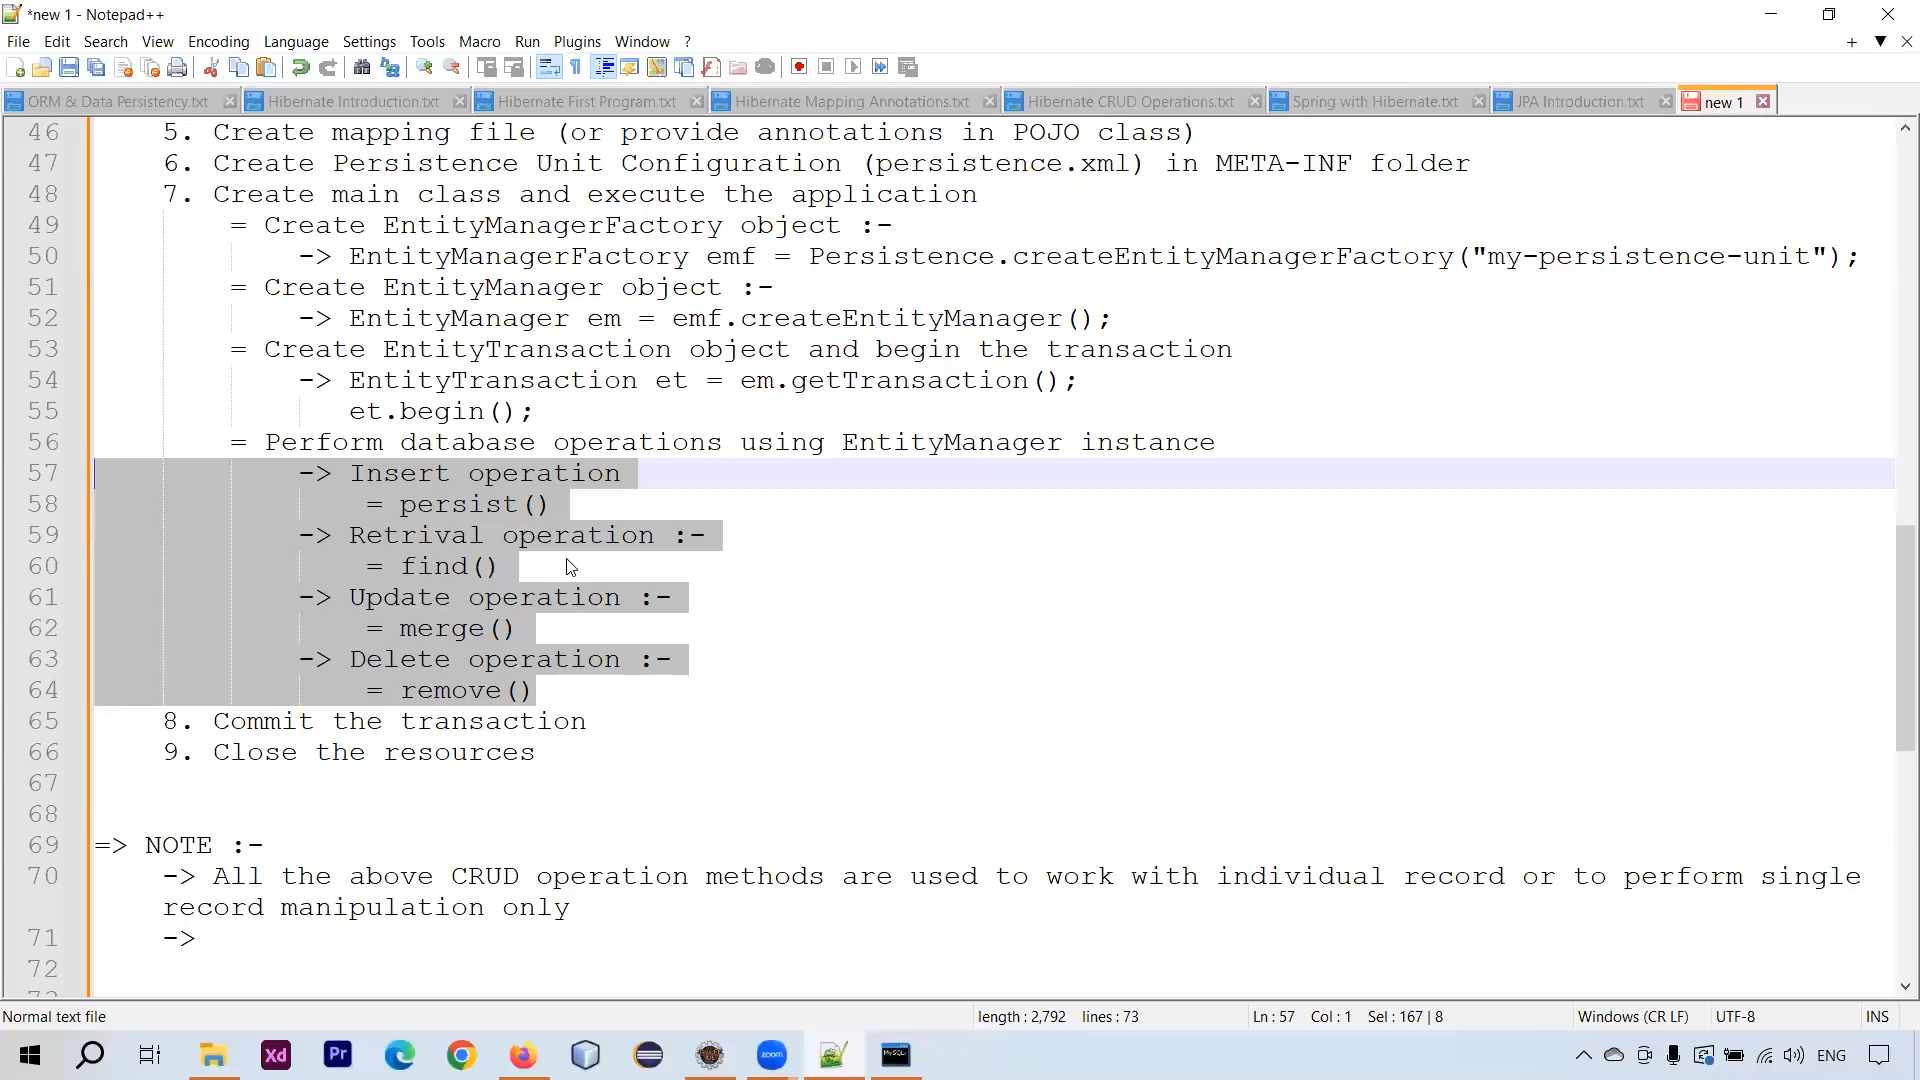 *new 1 - Notepad++
File Edit Search View Encoding Language Settings Tools Macro Run Plugins Window ?
ORM & Data Persistency.txt Hibernate Introduction.txt Hibernate First Program.txt Hibernate Mapping Annotations.txt Hibernate CRUD Operations.txt Spring with Hibernate.txt JPA Introduction.txt new 1
46 5. Create mapping file (or provide annotations in POJO class)
47 6. Create Persistence Unit Configuration (persistence.xml) in META-INF folder
48 7. Create main class and execute the application
49 = Create EntityManagerFactory object :-
50 -> EntityManagerFactory emf = Persistence.createEntityManagerFactory("my-persistence-unit");
51 = Create EntityManager object :-
52 -> EntityManager em = emf.createEntityManager();
53 = Create EntityTransaction object and begin the transaction
54 -> EntityTransaction et = em.getTransaction();
55 et.begin();
56 = Perform database operations using EntityManager instance
57 -> Insert operation
58 = persist()
59 -> Retrival operation :-
60 = find()
61 -> Update operation :-
62 = merge()
63 -> Delete operation :-
64 = remove()
65 8. Commit the transaction
66 9. Close the resources
67
68
69 => NOTE :-
70 -> All the above CRUD operation methods are used to work with individual record or to perform single
record manipulation only
71 ->
72
73
Normal text file length : 2,792 lines : 73 Ln : 57 Col : 1 Sel : 167 | 8 Windows (CR LF) UTF-8 INS
Xd Pr zoom MySQL ENG